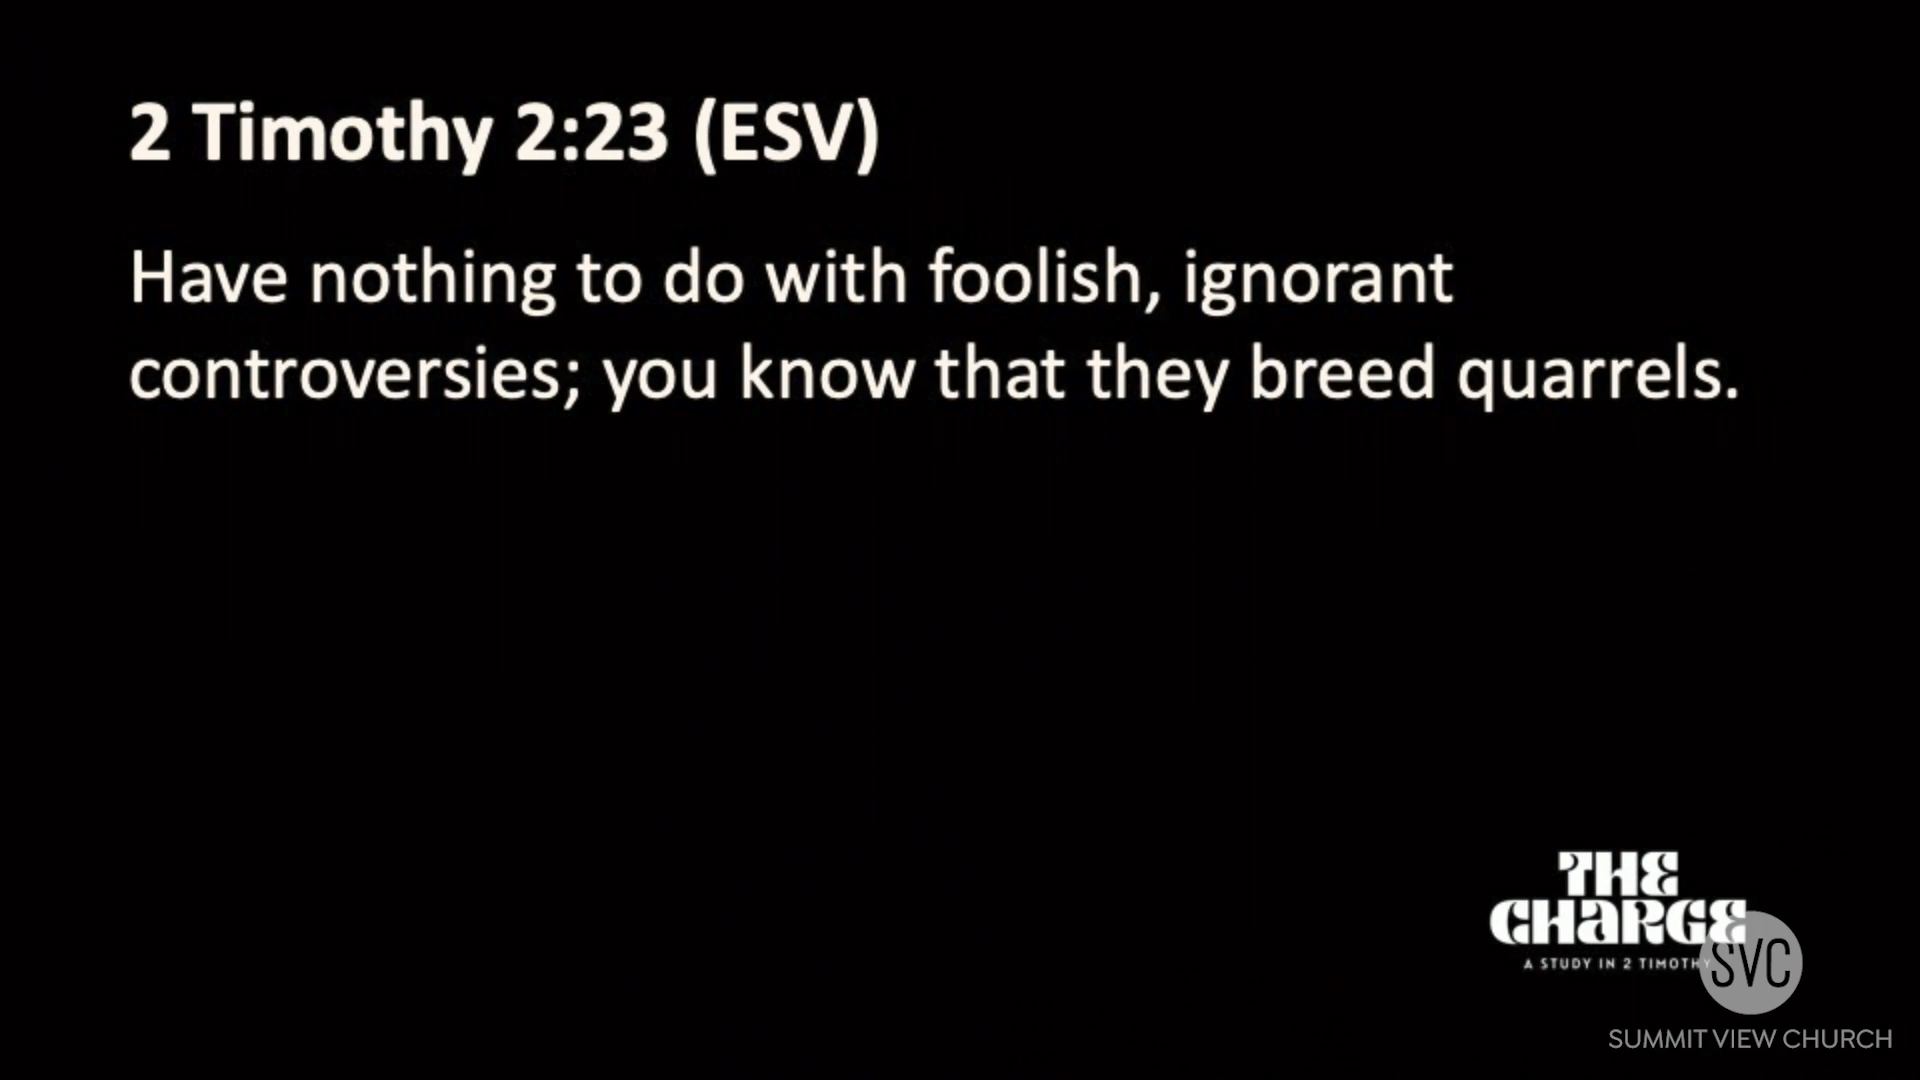 2 Timothy 2:23 (ESV)
Have nothing to do with foolish, ignorant
controversies; you know that they breed quarrels.
THE
CHARGE
A STUDY IN 2 TIMOTHY
SVC
SUMMIT VIEW CHURCH